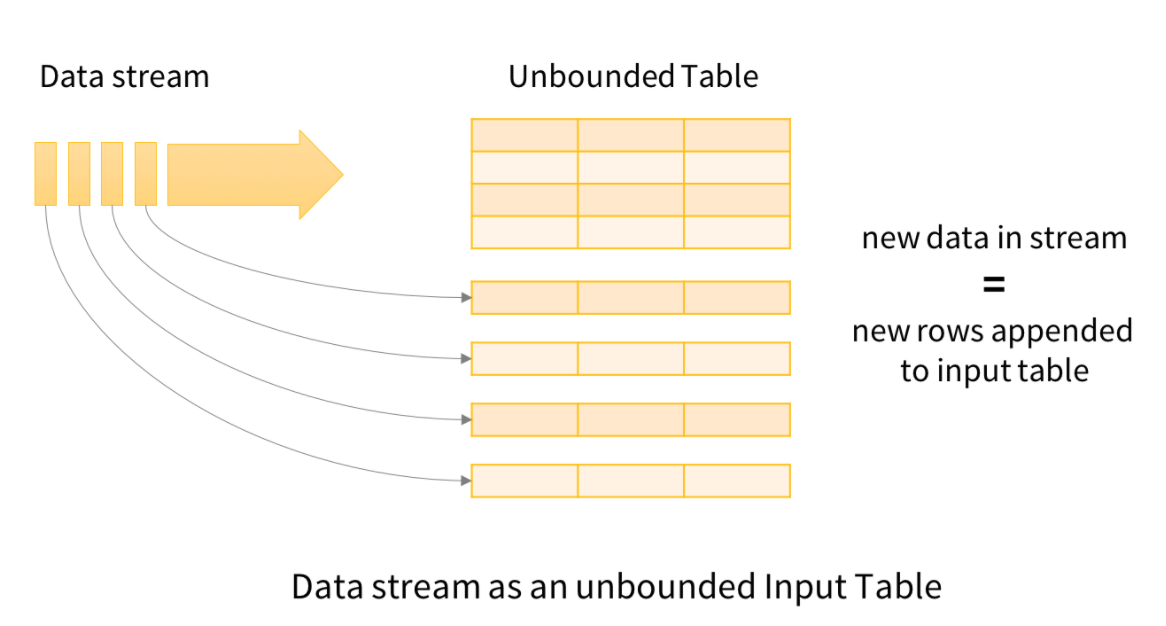 Data stream
Unbounded Table
new data in stream
=
new rows appended
to input table
Data stream as an unbounded Input Table